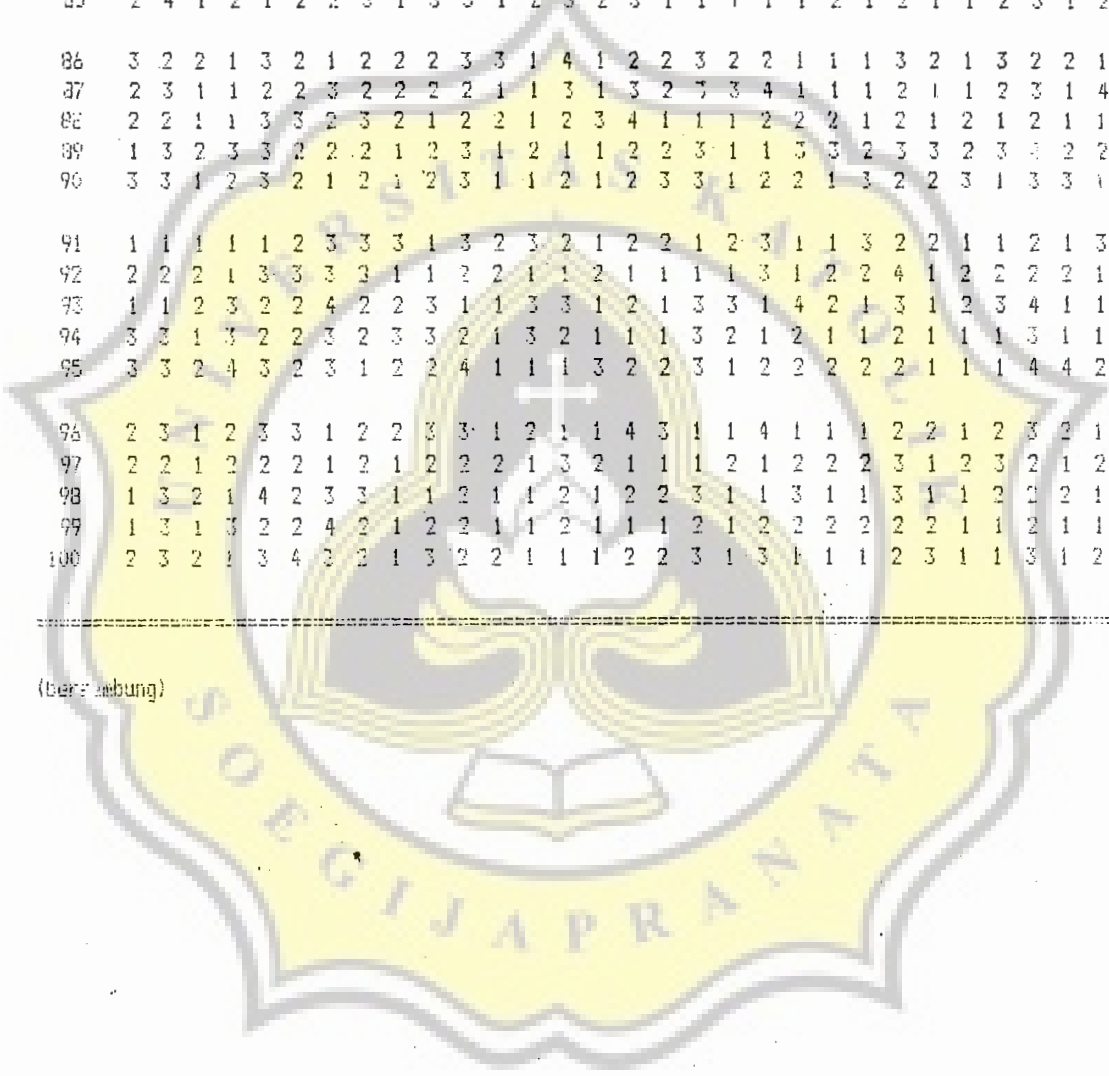 86 3 2 2 1 3 2 1 2 2 2 3 3 1 4 1 2 2 3 2 2 1 1 1 3 2 1 3 2 2 1
87 2 3 1 1 2 2 3 2 2 2 2 1 1 3 1 3 2 3 3 4 1 1 1 2 1 1 2 3 1 4
2 2 1 1 3 3 2 3 2 1 2 2 1 2 3 4 1 1 1 2 2 2 1 2 1 2 1 2 1 1
89 1 3 2 3 3 2 2 2 1 2 3 1 2 1 1 2 2 3 1 1 3 3 2 3 3 2 3 2 2
90 3 3 1 2 3 2 1 2 1 2 3 1 1 2 1 2 3 3 1 2 2 1 3 2 2 3 1 3 3
91 1 1 1 1 1 2 3 3 3 1 3 2 3 2 1 2 2 1 2 3 1 1 3 2 2 1 1 2 1 3
92 2 2 2 1 3 3 3 2 1 1 2 2 1 1 2 1 1 1 1 3 1 2 2 4 1 2 2 2 2 1
93 1 1 2 3 2 2 4 2 2 3 1 1 3 3 1 2 1 3 3 1 4 2 1 3 1 2 3 4 1 1
94 3 3 1 3 2 2 3 2 3 3 2 1 3 2 1 1 1 3 2 1 2 1 1 2 1 1 1 3 1 1
95 3 3 2 4 3 2 3 1 2 2 4 1 1 1 3 2 2 3 1 2 2 2 2 2 1 1 1 4 4 2
96 2 3 1 2 3 3 1 2 2 3 3 1 2 1 1 4 3 1 1 4 1 1 1 2 2 1 2 3 2 1
97 2 2 1 2 2 2 1 2 1 2 2 2 1 3 2 1 1 1 2 1 2 2 2 3 1 2 3 2 1 2
98 1 3 2 1 4 2 3 3 1 1 2 1 1 2 1 2 2 3 1 1 3 1 1 3 1 1 2 2 2 1
99 1 3 1 3 2 2 4 2 1 2 2 1 1 2 1 1 1 2 1 2 2 2 2 2 2 1 1 2 1 1
100 2 3 2 1 3 4 3 2 1 3 2 2 1 1 1 2 2 3 1 3 1 1 1 2 3 1 1 3 1 2
(bersambung)
UNIVERSITAS KATOLIK
SOEGIJAPRANATA